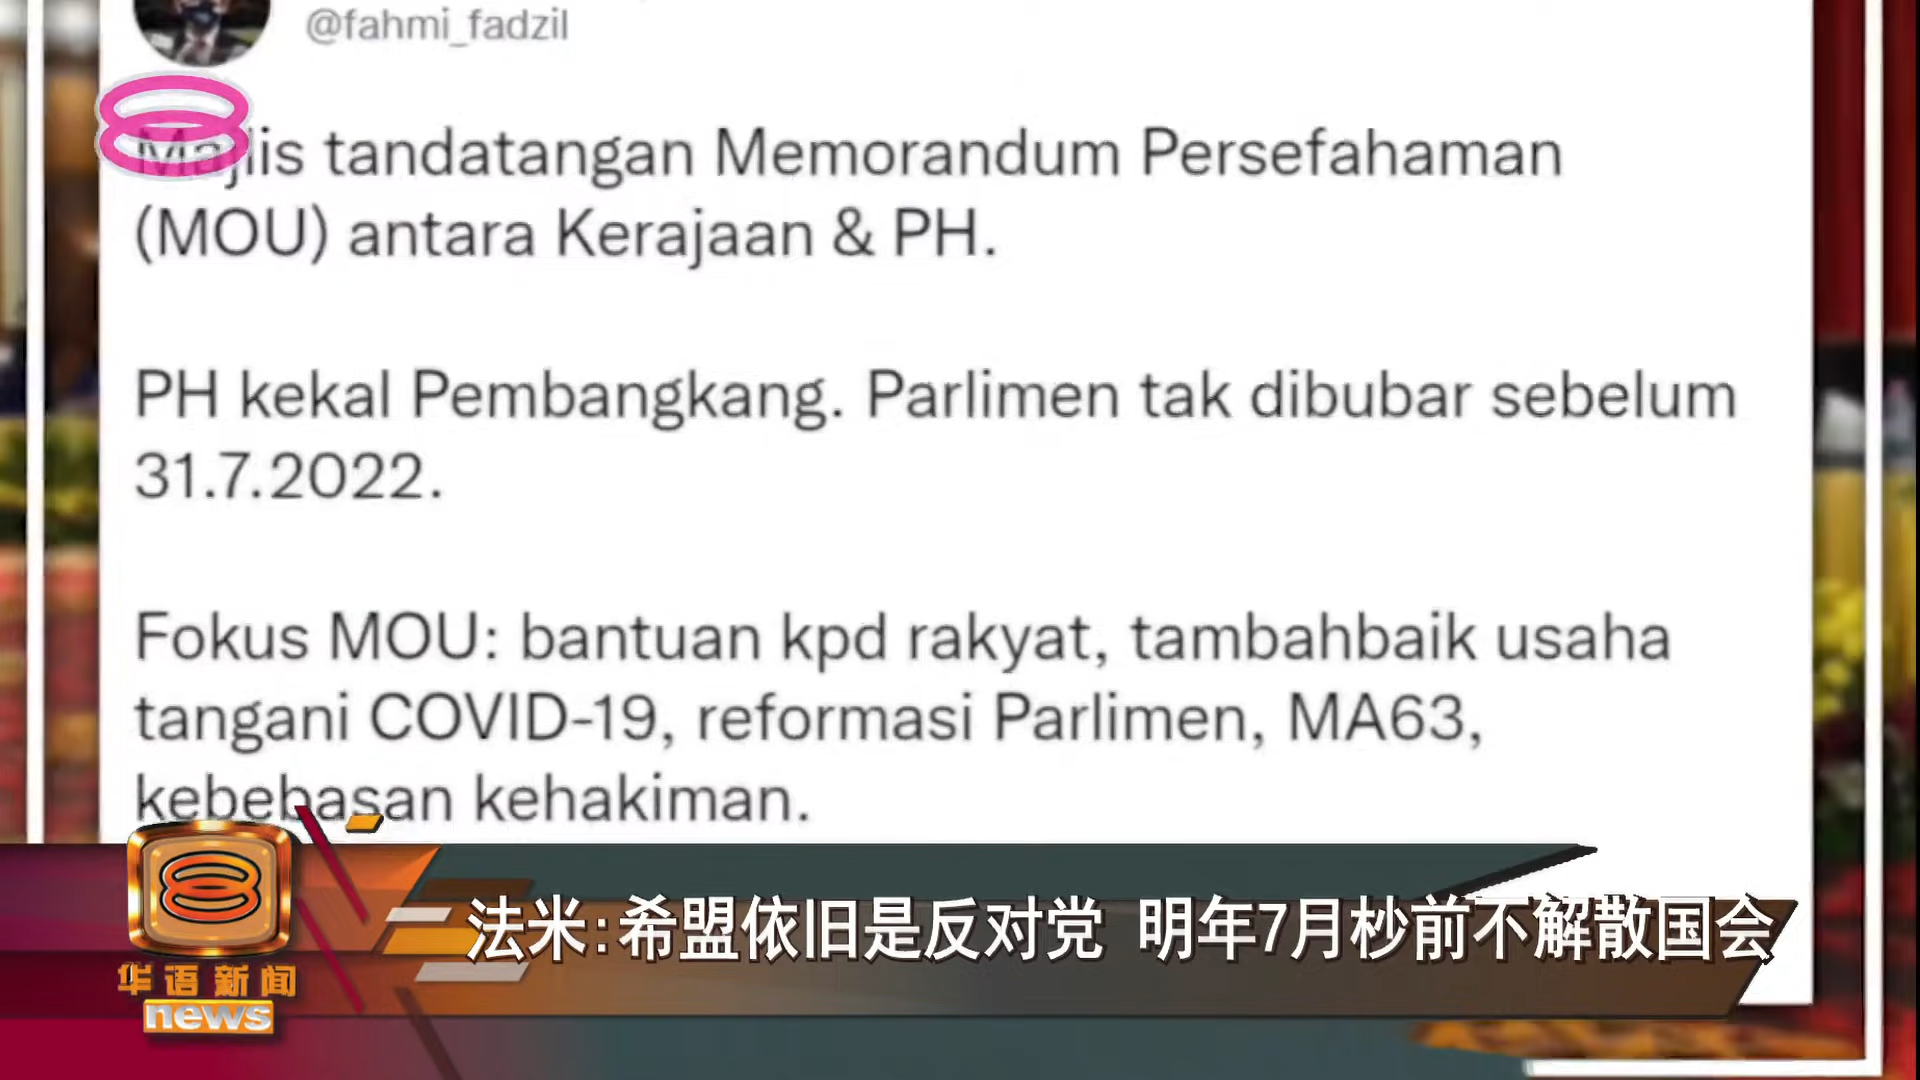 @fahmi_fadzil
Majlis tandatangan Memorandum Persefahaman
(MOU) antara Kerajaan & PH.
PH kekal Pembangkang. Parlimen tak dibubar sebelum
31.7.2022.
Fokus MOU: bantuan kpd rakyat, tambahbaik usaha
tangani COVID-19, reformasi Parlimen, MA63,
kebebasan kehakiman.
法米:希盟依旧是反对党 明年7月杪前不解散国会
华语新闻
news